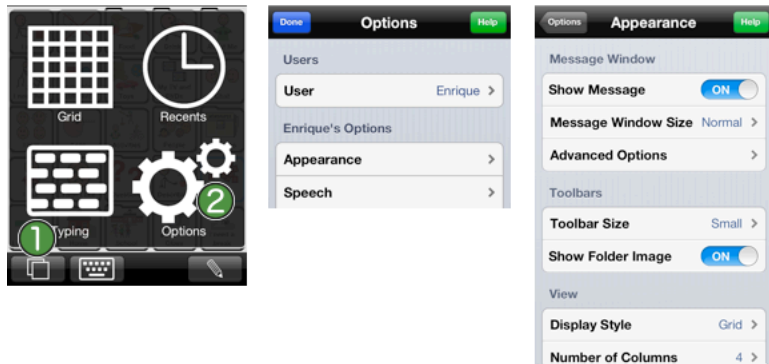 Grid
Recents
Typing
Options
1
2
Done
Options
Help
Users
User Enrique >
Enrique's Options
Appearance >
Speech >
Options
Appearance
Help
Message Window
Show Message ON
Message Window Size Normal >
Advanced Options >
Toolbars
Toolbar Size Small >
Show Folder Image ON
View
Display Style Grid >
Number of Columns 4 >